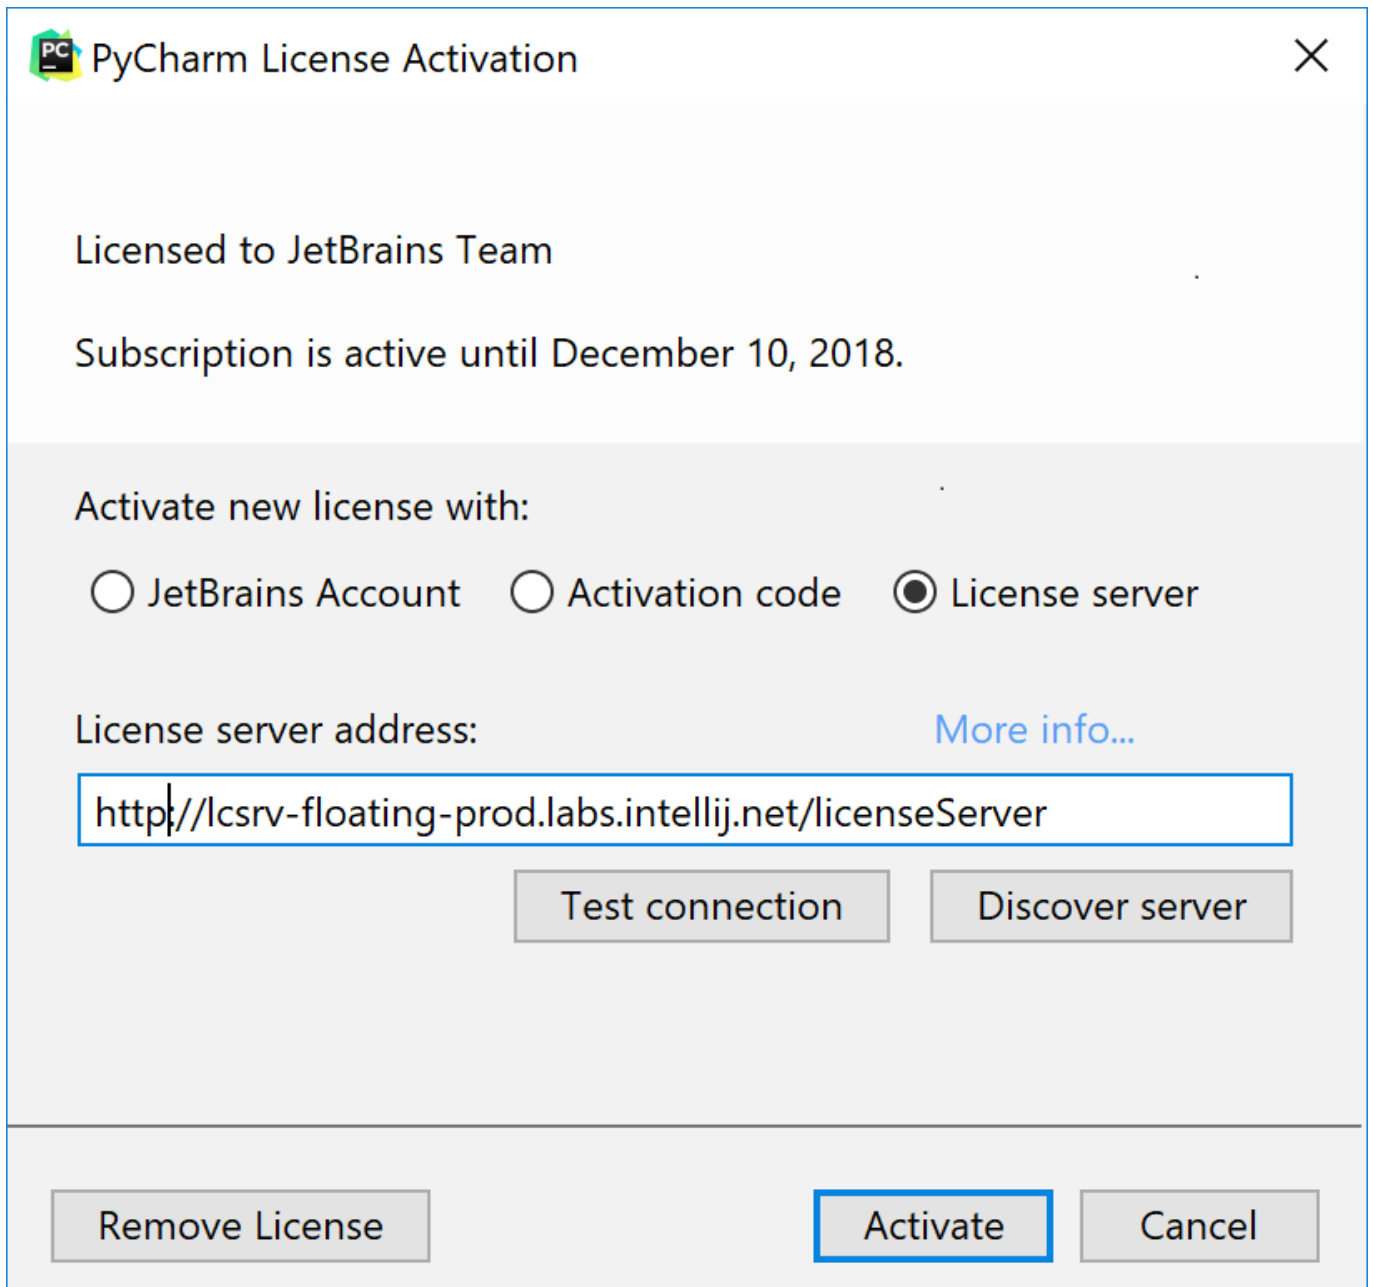 PC PyCharm License Activation
Licensed to JetBrains Team
Subscription is active until December 10, 2018.
Activate new license with:
JetBrains Account Activation code License server
License server address: More info...
http://lcsrv-floating-prod.labs.intellij.net/licenseServer
Test connection Discover server
Remove License Activate Cancel